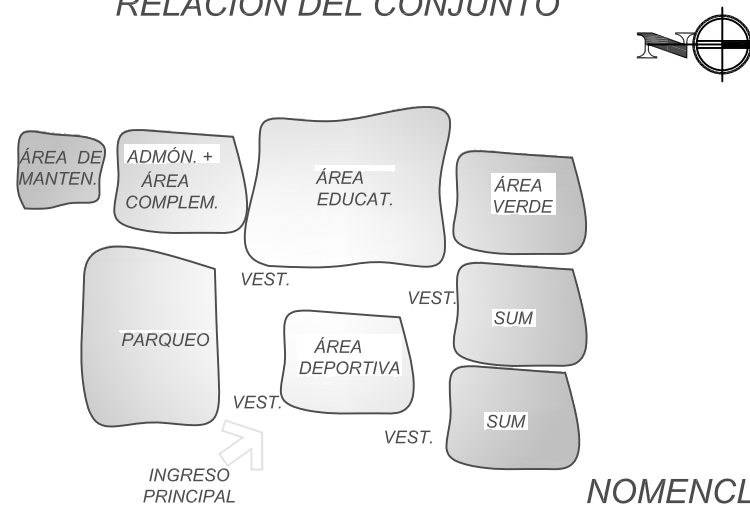 RELACIÓN DEL CONJUNTO
N
ÁREA DE
MANTEN.
ADMÓN. +
ÁREA
COMPLEM.
ÁREA
EDUCAT.
ÁREA
VERDE
VEST.
VEST.
SUM
PARQUEO
ÁREA
DEPORTIVA
VEST.
SUM
VEST.
INGRESO
PRINCIPAL
NOMENCL